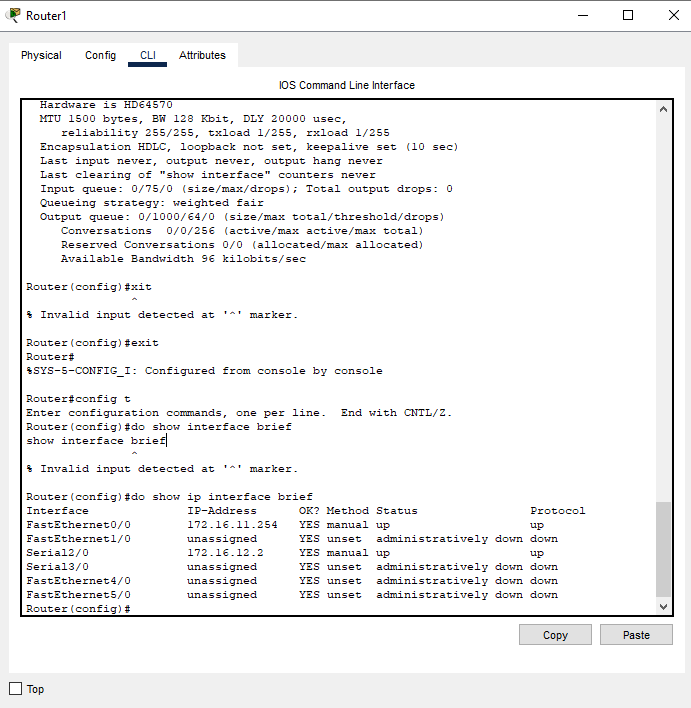 Router1
Physical Config CLI Attributes
IOS Command Line Interface
Hardware is HD64570
MTU 1500 bytes, BW 128 Kbit, DLY 20000 usec,
reliability 255/255, txload 1/255, rxload 1/255
Encapsulation HDLC, loopback not set, keepalive set (10 sec)
Last input never, output never, output hang never
Last clearing of "show interface" counters never
Input queue: 0/75/0 (size/max/drops); Total output drops: 0
Queueing strategy: weighted fair
Output queue: 0/1000/64/0 (size/max total/threshold/drops)
Conversations 0/0/256 (active/max active/max total)
Reserved Conversations 0/0 (allocated/max allocated)
Available Bandwidth 96 kilobits/sec
Router(config)#xit
^
% Invalid input detected at '^' marker.
Router(config)#exit
Router#
%SYS-5-CONFIG_I: Configured from console by console
Router#config t
Enter configuration commands, one per line. End with CNTL/Z.
Router(config)#do show interface brief
show interface brief
^
% Invalid input detected at '^' marker.
Router(config)#do show ip interface brief
Interface IP-Address OK? Method Status Protocol
FastEthernet0/0 172.16.11.254 YES manual up up
FastEthernet1/0 unassigned YES unset administratively down down
Serial2/0 172.16.12.2 YES manual up up
Serial3/0 unassigned YES unset administratively down down
FastEthernet4/0 unassigned YES unset administratively down down
FastEthernet5/0 unassigned YES unset administratively down down
Router(config)#
Copy Paste
Top